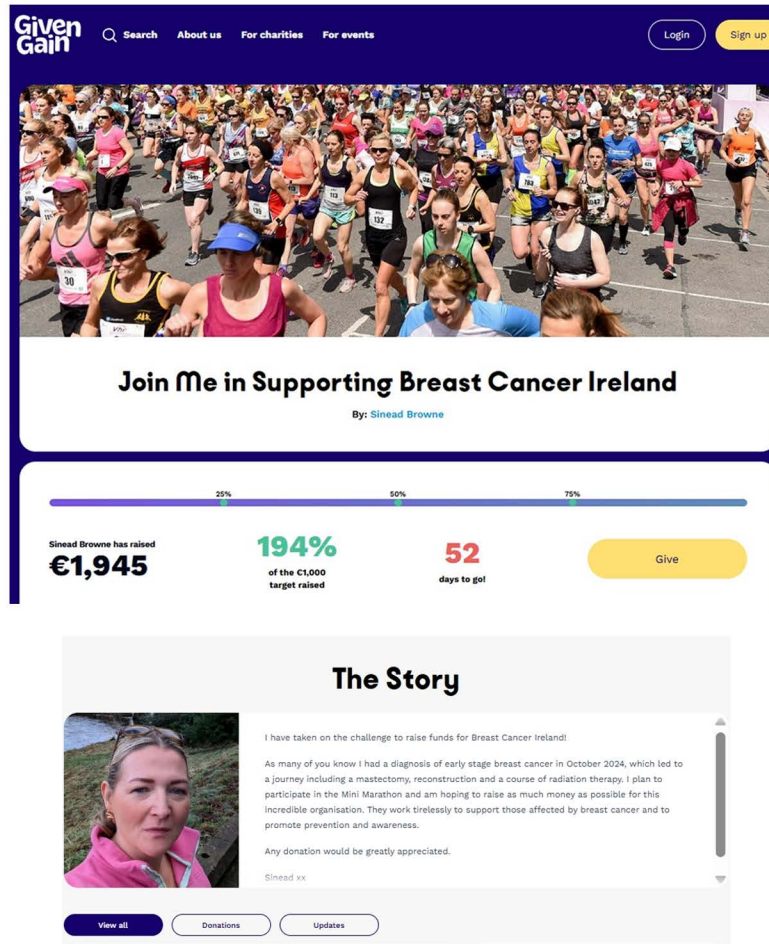 Given
Gain
Search
About us
For charities
For events
Login
Sign up
30
132
113
139
783
Join Me in Supporting Breast Cancer Ireland
By: Sinead Browne
25%
50%
75%
Sinead Browne has raised
€1,945
194%
of the €1,000
target raised
52
days to go!
Give
The Story
I have taken on the challenge to raise funds for Breast Cancer Ireland!
As many of you know I had a diagnosis of early stage breast cancer in October 2024, which led to
a journey including a mastectomy, reconstruction and a course of radiation therapy. I plan to
participate in the Mini Marathon and am hoping to raise as much money as possible for this
incredible organisation. They work tirelessly to support those affected by breast cancer and to
promote prevention and awareness.
Any donation would be greatly appreciated.
Sinead xx
View all
Donations
Updates